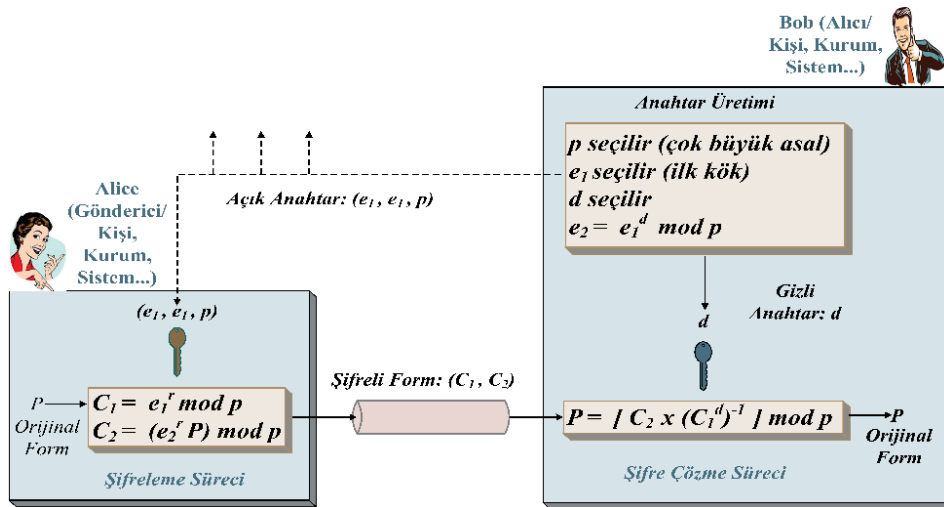 Bob (Alıcı/
Kişi, Kurum,
Sistem...)
Anahtar Üretimi
p seçilir (çok büyük asal)
e₁ seçilir (ilk kök)
d seçilir
e₂ = e₁ᵈ mod p
Açık Anahtar: (e₁, e₁, p)
Alice
(Gönderici/
Kişi,
Kurum,
Sistem...)
(e₁, e₁, p)
Gizli
Anahtar: d
d
Şifreli Form: (C₁, C₂)
P
Orijinal
Form
C₁ = e₁ʳ mod p
C₂ = (e₂ʳ P) mod p
Şifreleme Süreci
P = [ C₂ x (C₁ᵈ)⁻¹ ] mod p
P
Orijinal
Form
Şifre Çözme Süreci